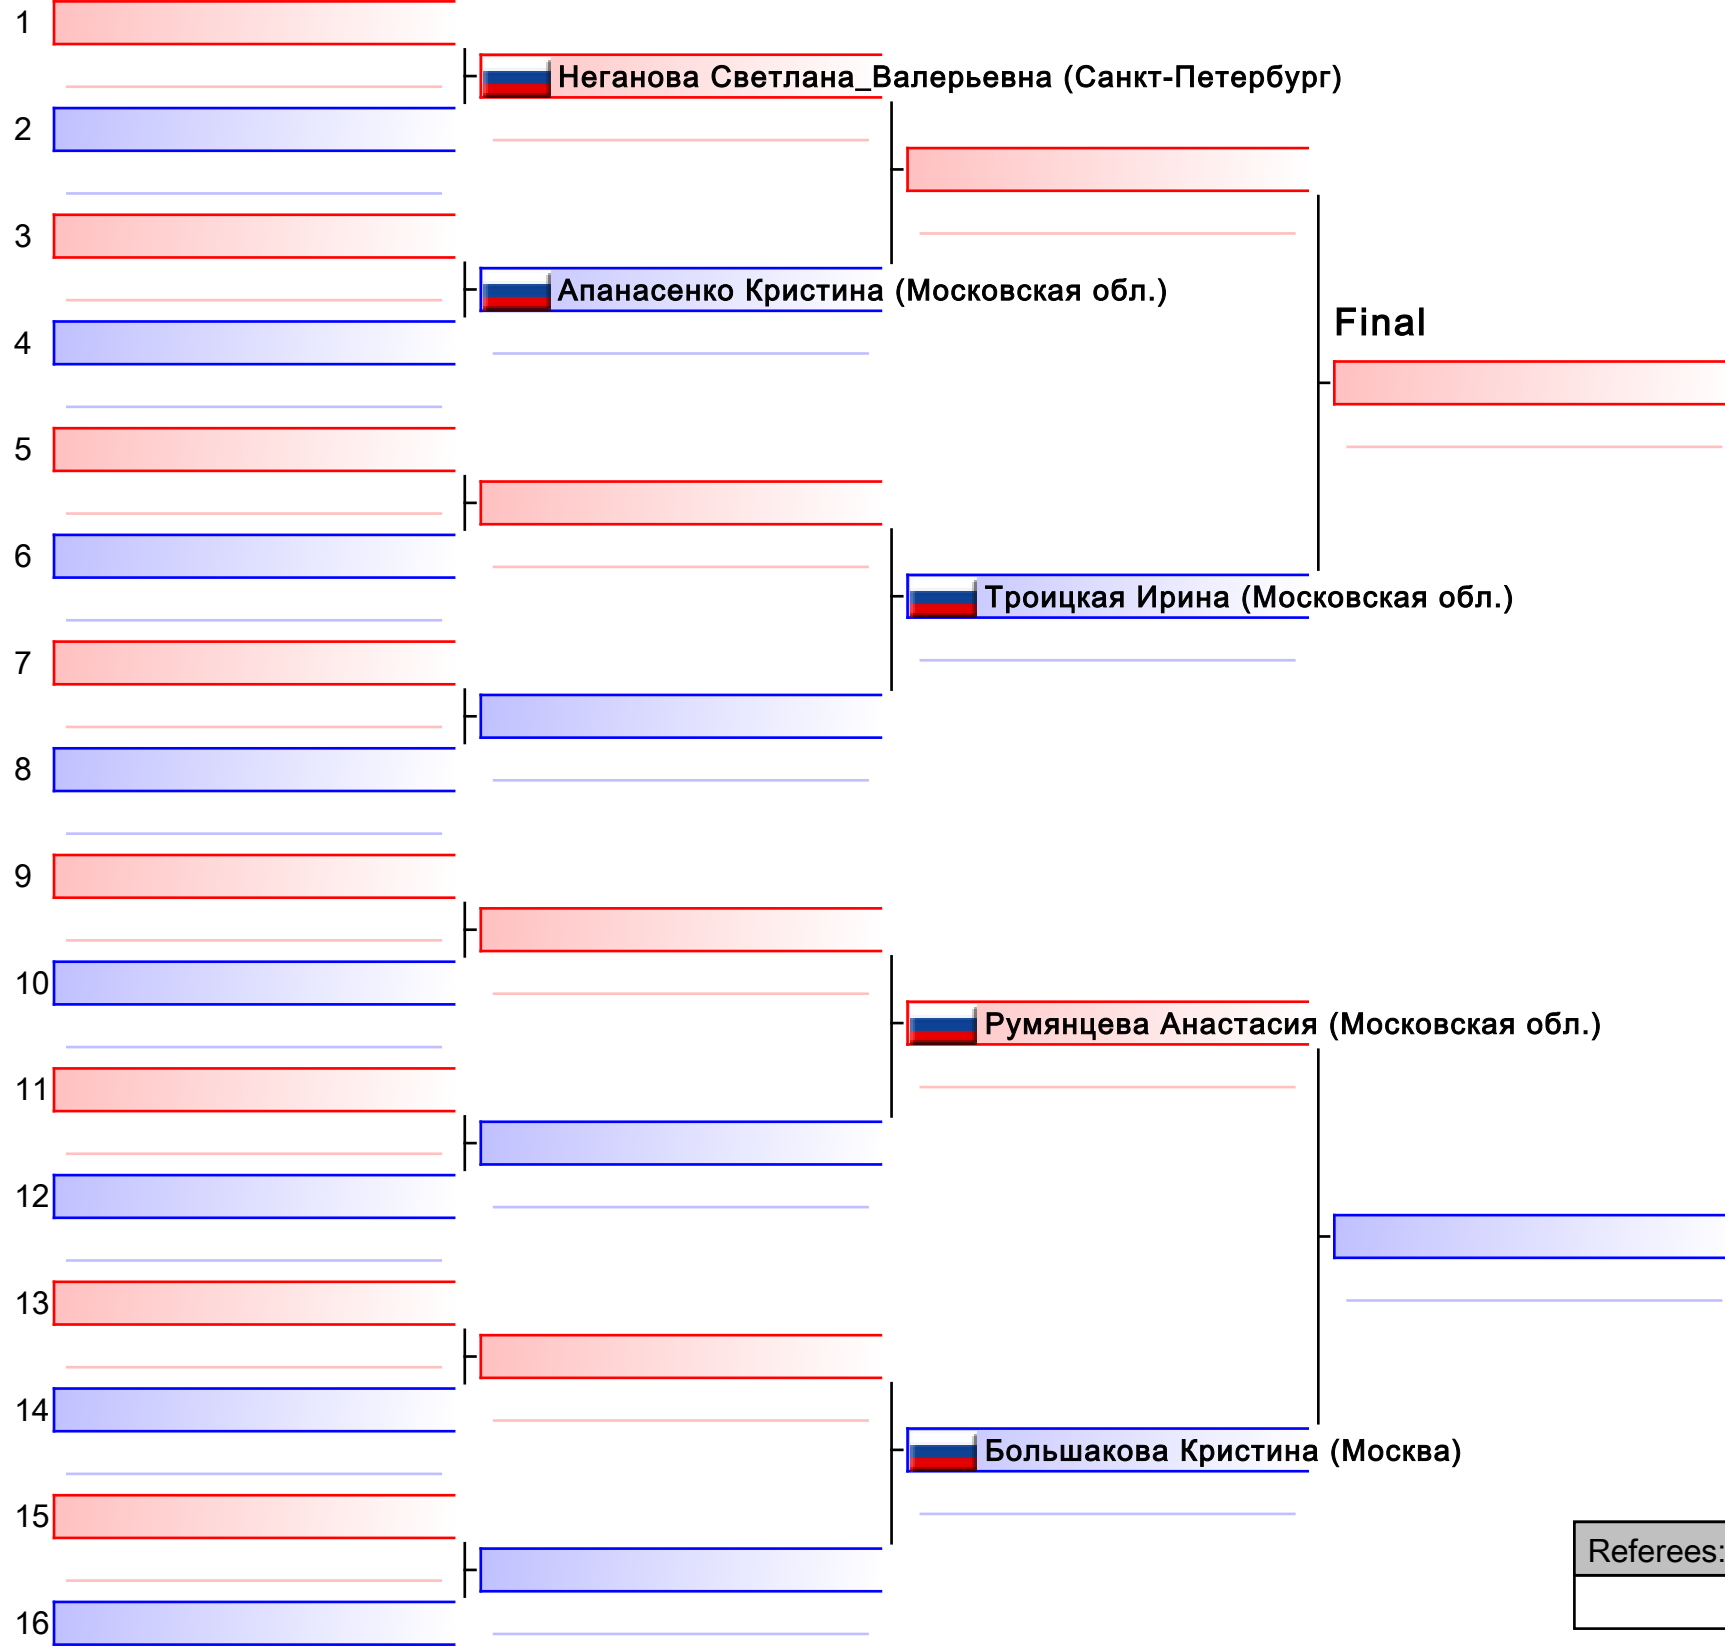 1
Неганова Светлана_Валерьевна (Санкт-Петербург)
2
3
Апанасенко Кристина (Московская обл.)
Final
4
5
6
Троицкая Ирина (Московская обл.)
7
8
9
10
Румянцева Анастасия (Московская обл.)
11
12
13
14
Большакова Кристина (Москва)
15
Referees:
16